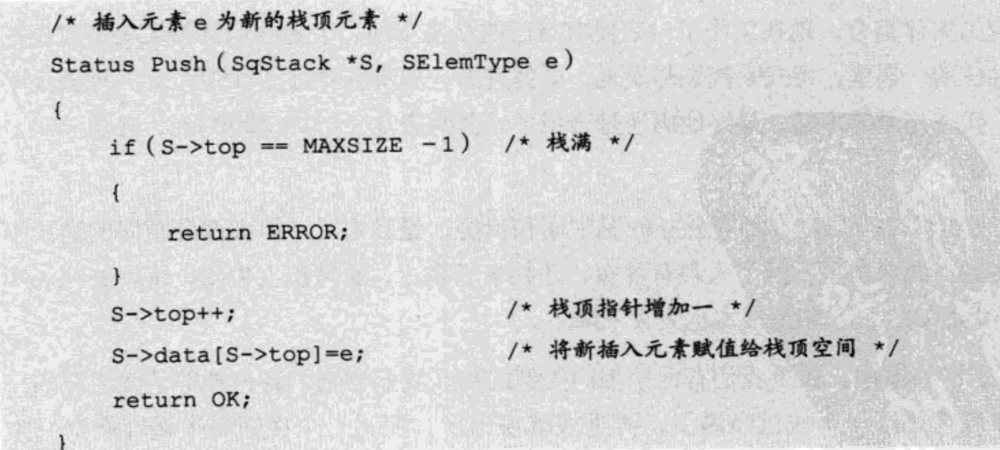 /* 插入元素 e 为新的栈顶元素 */
Status Push(SqStack *S, SElemType e)
{
if(S->top == MAXSIZE -1) /* 栈满 */
{
return ERROR;
}
S->top++; /* 栈顶指针增加一 */
S->data[S->top]=e; /* 将新插入元素赋值给栈顶空间 */
return OK;
}